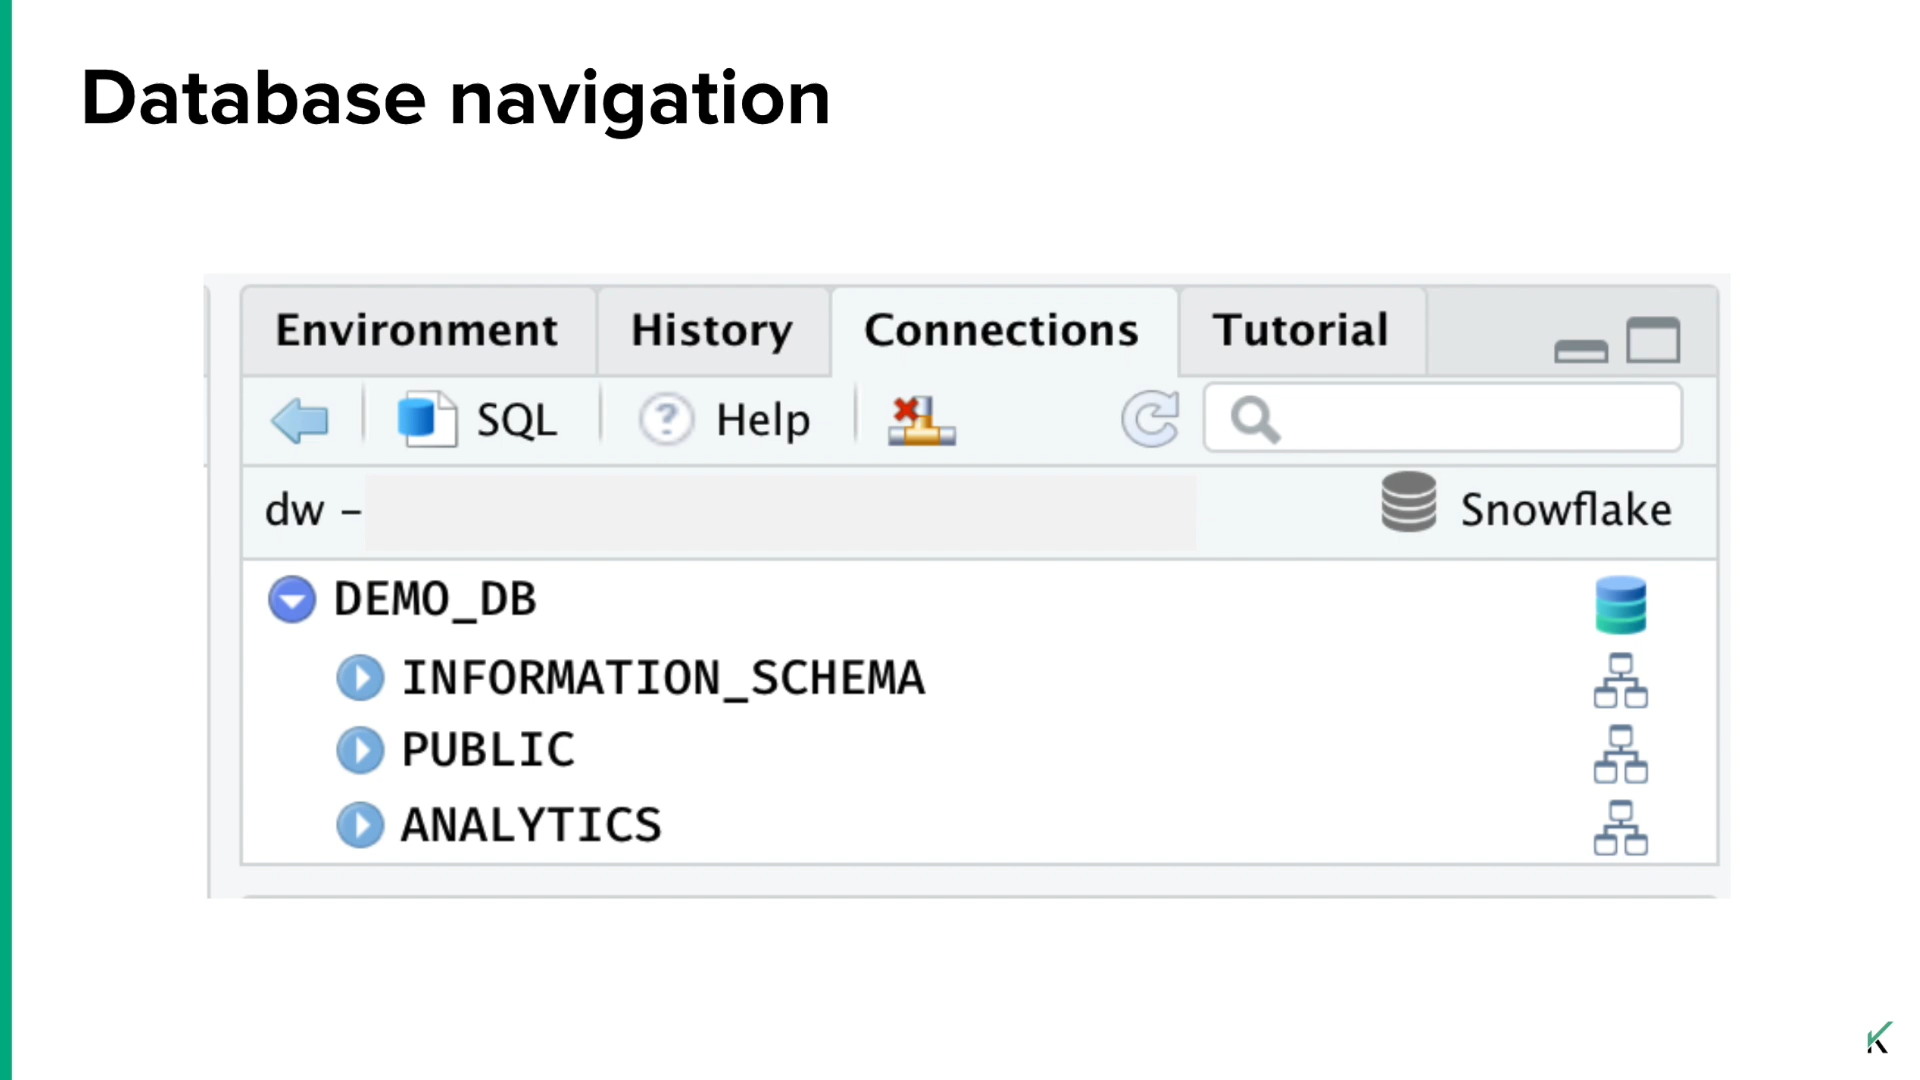 Database navigation
Environment History Connections Tutorial
SQL Help
dw – Snowflake
DEMO_DB
INFORMATION_SCHEMA
PUBLIC
ANALYTICS